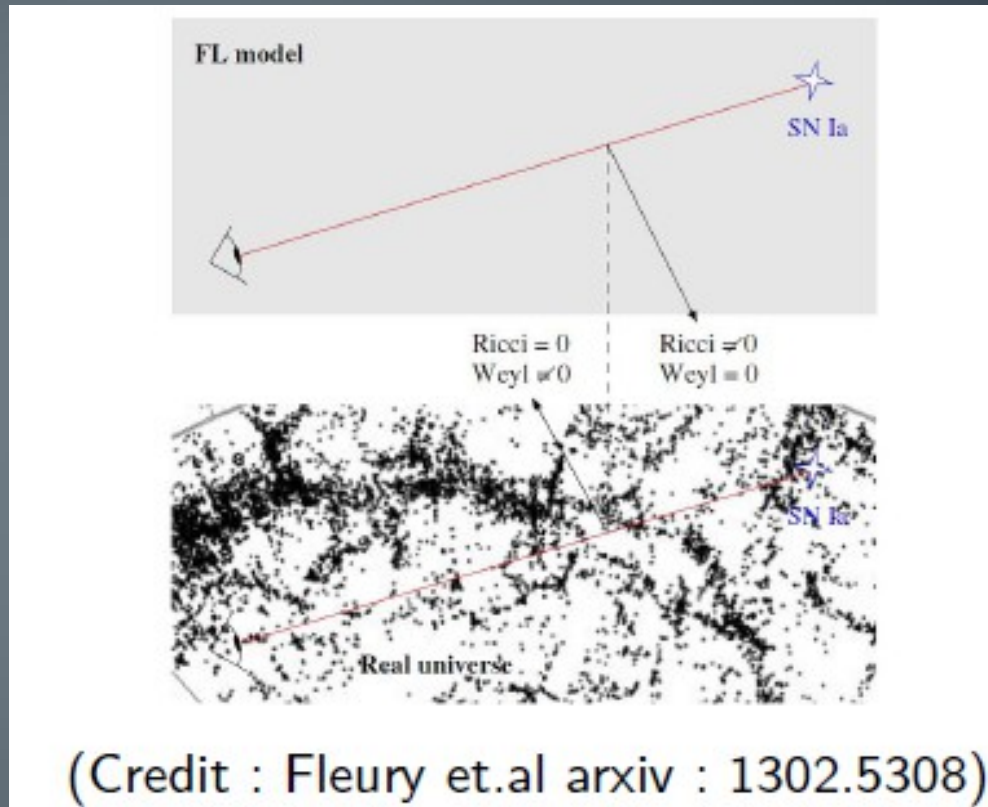 FL model
SN Ia
Ricci = 0
Weyl ≠ 0
Ricci ≠ 0
Weyl = 0
SN Ia
Real universe
(Credit : Fleury et.al arxiv : 1302.5308)